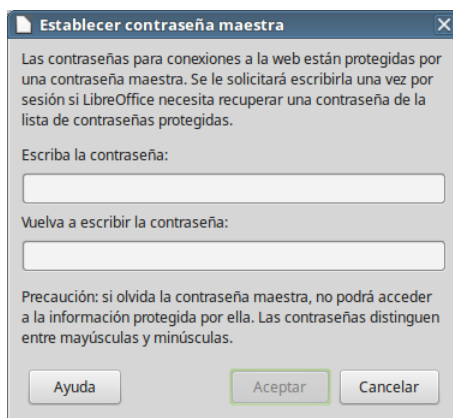 Establecer contraseña maestra
Las contraseñas para conexiones a la web están protegidas por
una contraseña maestra. Se le solicitará escribirla una vez por
sesión si LibreOffice necesita recuperar una contraseña de la
lista de contraseñas protegidas.
Escriba la contraseña:
Vuelva a escribir la contraseña:
Precaución: si olvida la contraseña maestra, no podrá acceder
a la información protegida por ella. Las contraseñas distinguen
entre mayúsculas y minúsculas.
Ayuda Aceptar Cancelar